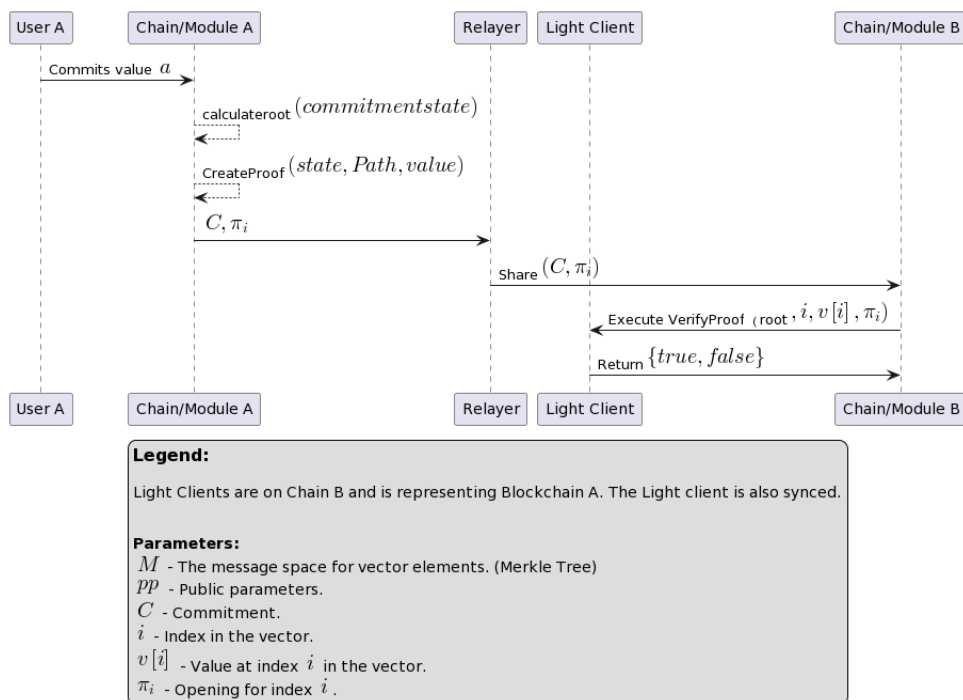 User A Chain/Module A Relayer Light Client Chain/Module B
Commits value a
calculateroot (commitmentstate)
CreateProof (state, Path, value)
C, π_i
Share (C, π_i)
Execute VerifyProof (root , i, v [i] , π_i)
Return {true, false}
User A Chain/Module A Relayer Light Client Chain/Module B
Legend:
Light Clients are on Chain B and is representing Blockchain A. The Light client is also synced.
Parameters:
M - The message space for vector elements. (Merkle Tree)
pp - Public parameters.
C - Commitment.
i - Index in the vector.
v [i] - Value at index i in the vector.
π_i - Opening for index i .